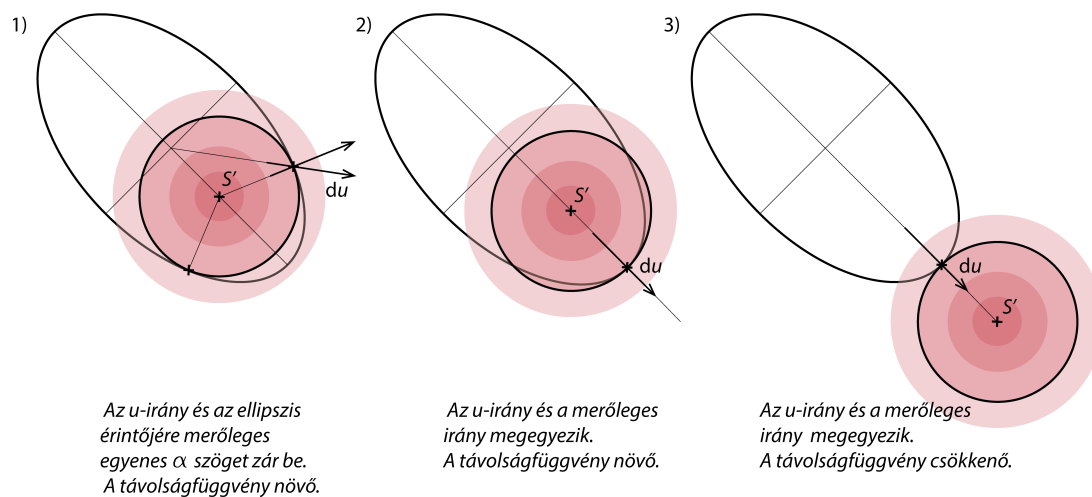 1)
S′
du
Az u-irány és az ellipszis
érintőjére merőleges
egyenes α szöget zár be.
A távolságfüggvény növő.
2)
S′
du
Az u-irány és a merőleges
irány megegyezik.
A távolságfüggvény növő.
3)
du
S′
Az u-irány és a merőleges
irány megegyezik.
A távolságfüggvény csökkenő.